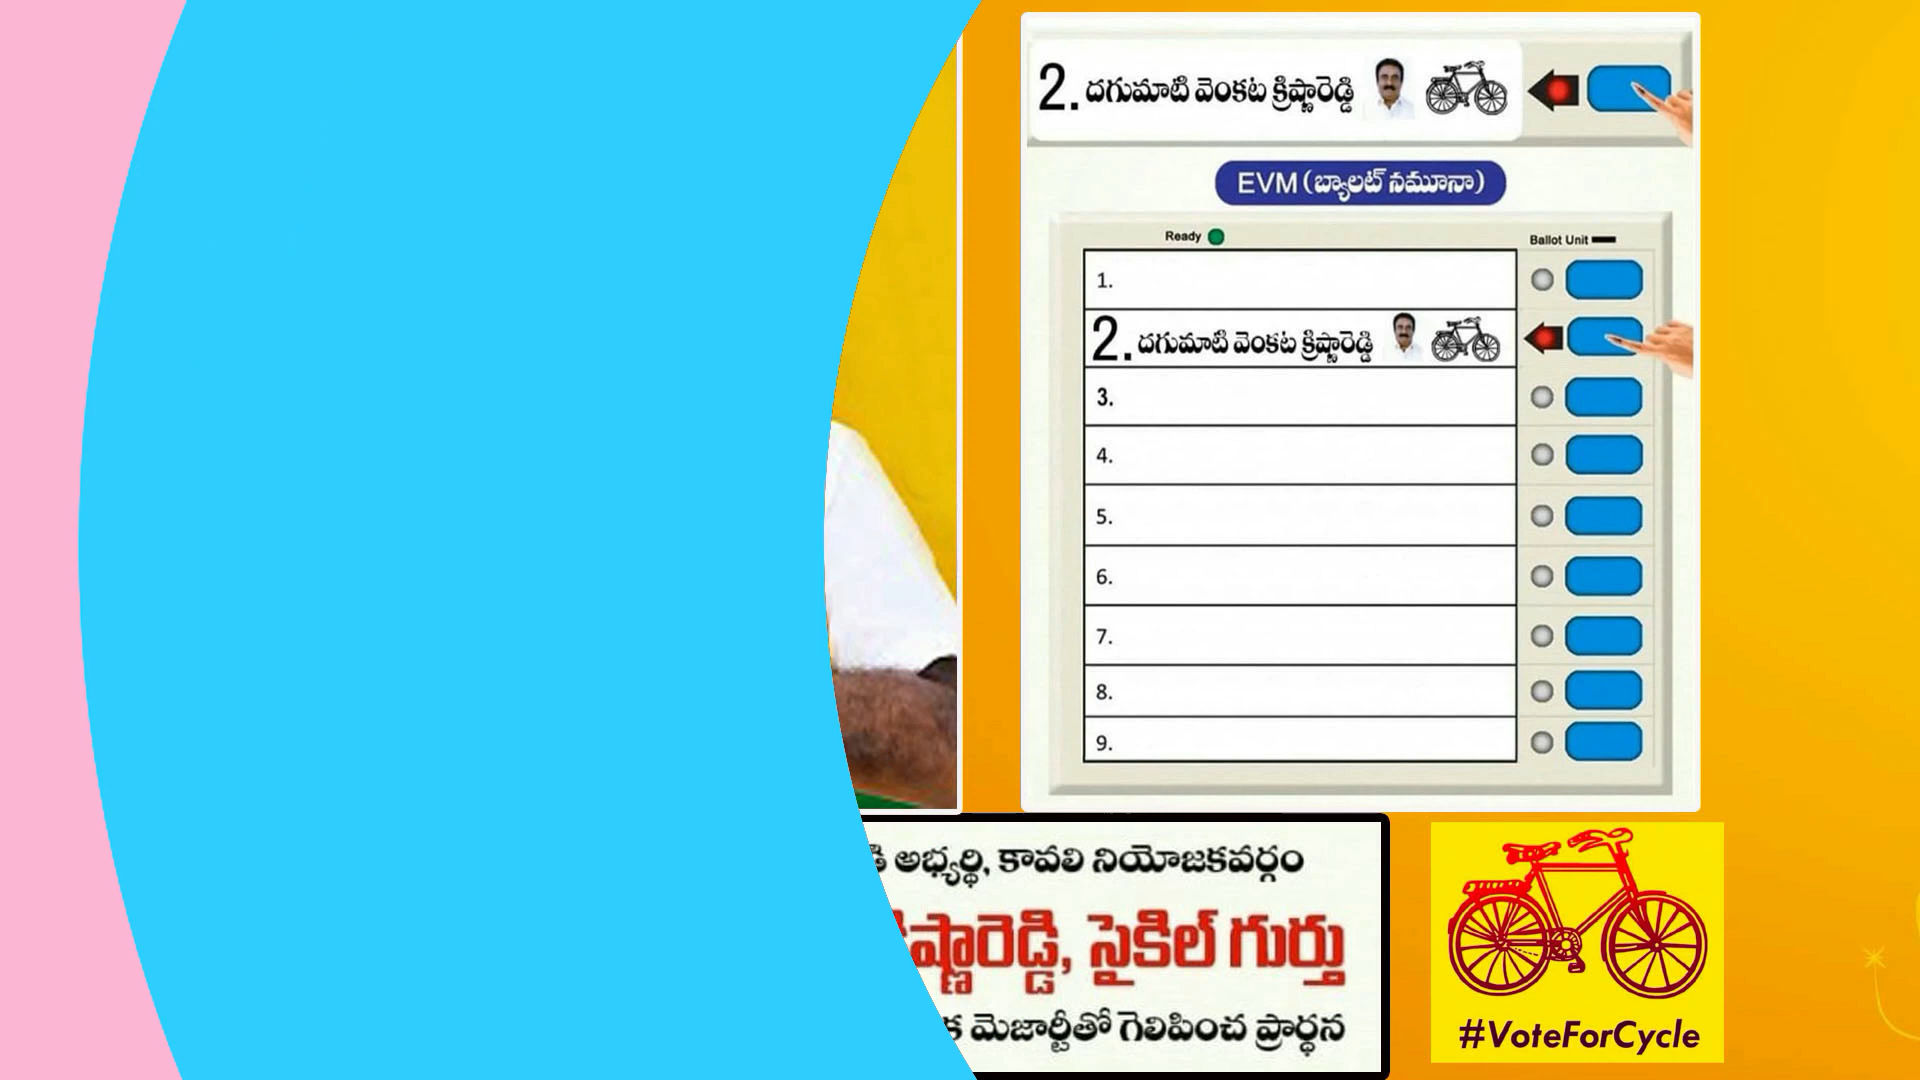 2. దగుమాటి వెంకట క్రిష్ణారెడ్డి
EVM (బ్యాలట్ నమూనా)
Ready
Ballot Unit
1.
2. దగుమాటి వెంకట క్రిష్ణారెడ్డి
3.
4.
5.
6.
7.
8.
9.
అభ్యర్థి, కావలి నియోజకవర్గం
సైకిల్ గుర్తు
మెజార్టీతో గెలిపించ ప్రార్థన
#VoteForCycle